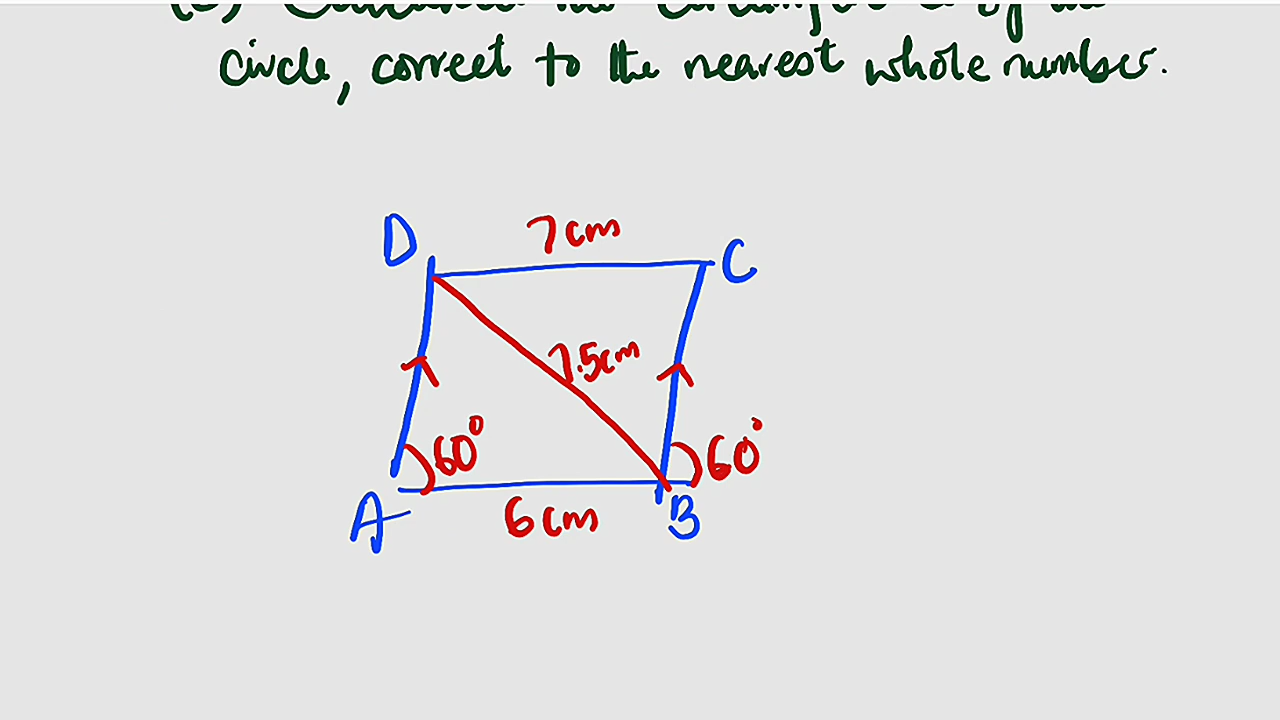 circle, correct to the nearest whole number.
D 7cm C
7.5cm
60° 60°
A 6cm B